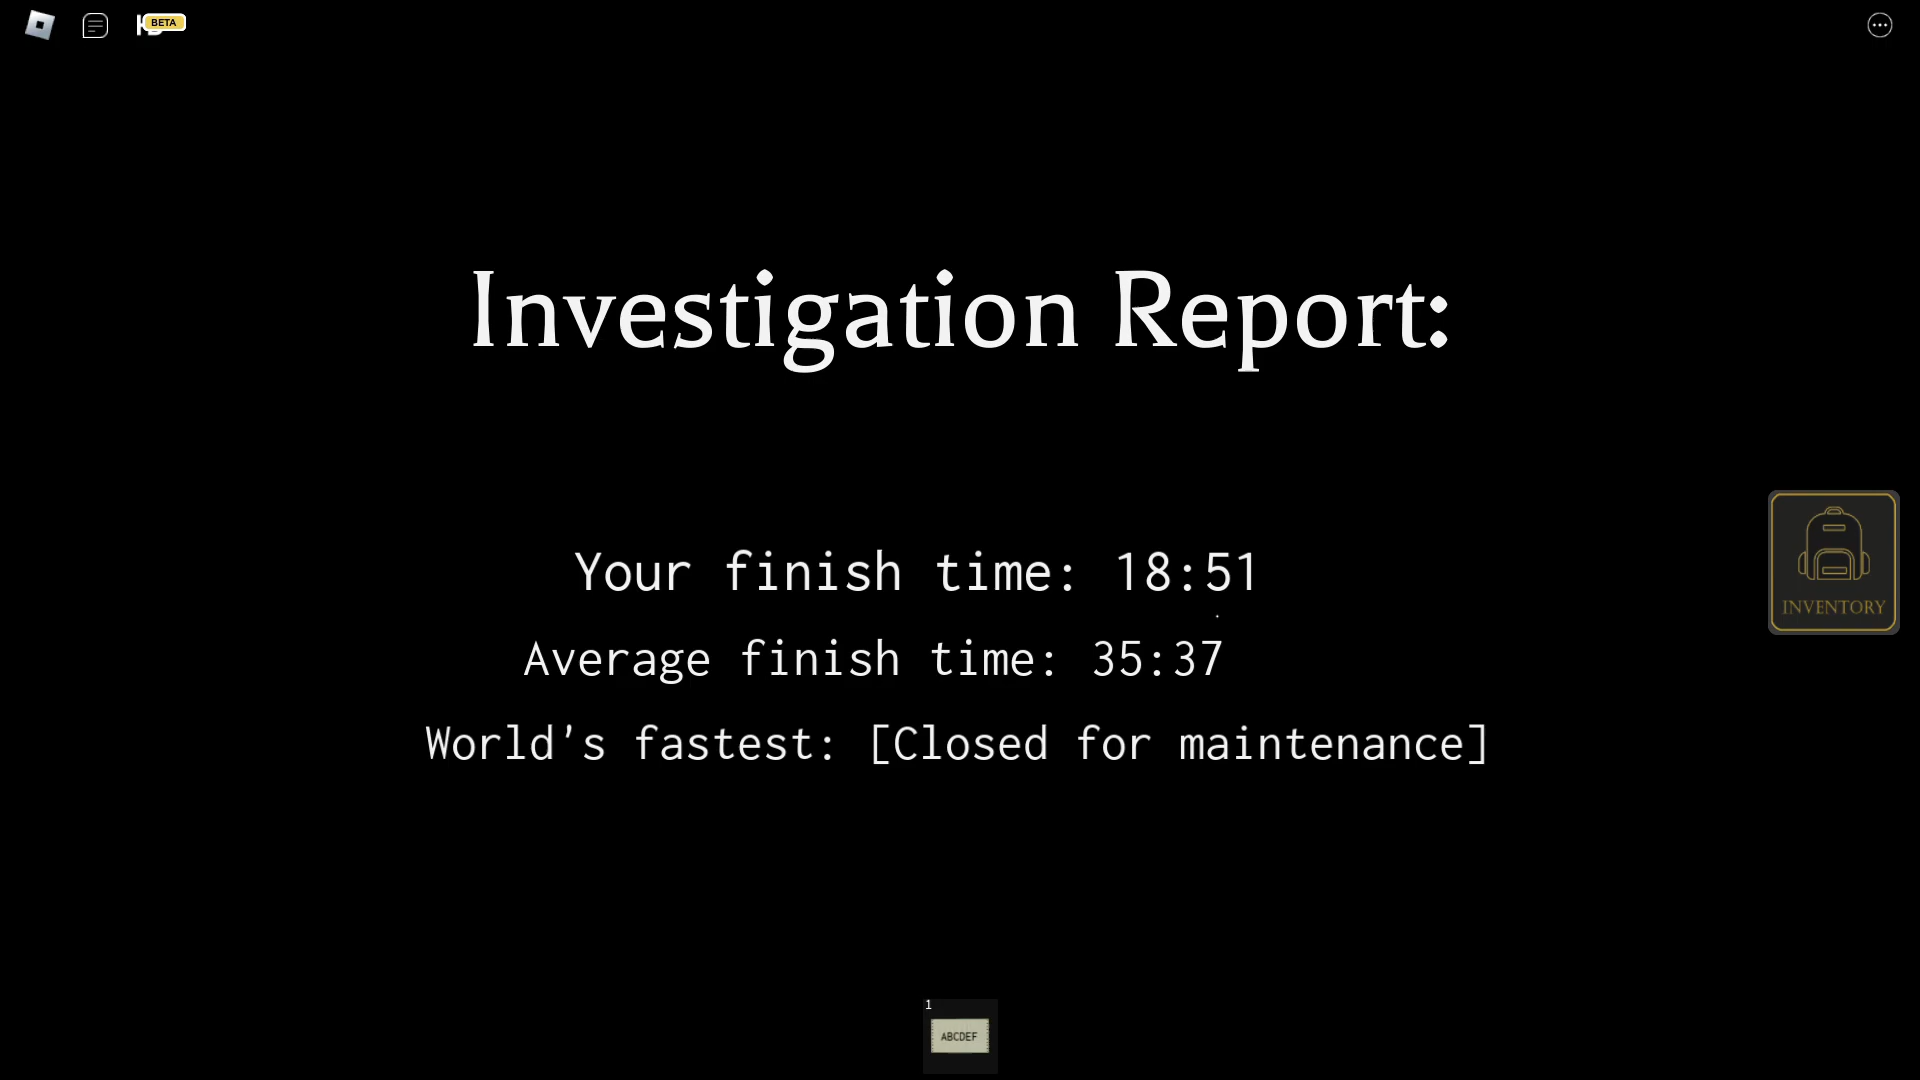 BETA
Investigation Report:
Your finish time: 18:51
Average finish time: 35:37
World's fastest: [Closed for maintenance]
INVENTORY
1
ABCDEF